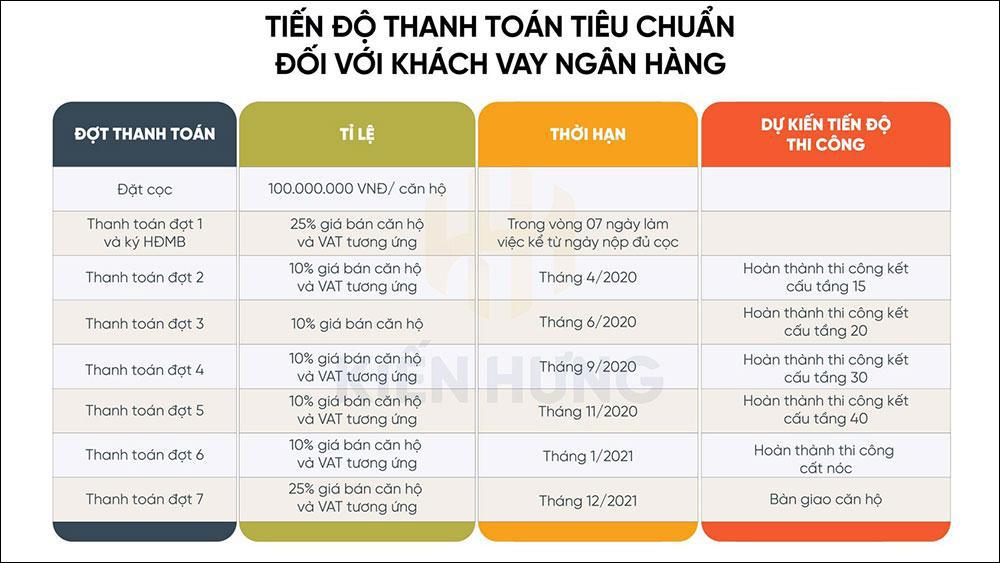 TIẾN ĐỘ THANH TOÁN TIÊU CHUẨN
ĐỐI VỚI KHÁCH VAY NGÂN HÀNG
ĐỢT THANH TOÁN
TỈ LỆ
THỜI HẠN
DỰ KIẾN TIẾN ĐỘ
THI CÔNG
Đặt cọc
100.000.000 VNĐ/ căn hộ
Thanh toán đợt 1
và ký HĐMB
25% giá bán căn hộ
và VAT tương ứng
Trong vòng 07 ngày làm
việc kể từ ngày nộp đủ cọc
Thanh toán đợt 2
10% giá bán căn hộ
và VAT tương ứng
Tháng 4/2020
Hoàn thành thi công kết
cấu tầng 15
Thanh toán đợt 3
10% giá bán căn hộ
Tháng 6/2020
Hoàn thành thi công kết
cấu tầng 20
Thanh toán đợt 4
10% giá bán căn hộ
và VAT tương ứng
Tháng 9/2020
Hoàn thành thi công kết
cấu tầng 30
KIẾN HƯNG
Thanh toán đợt 5
10% giá bán căn hộ
và VAT tương ứng
Tháng 11/2020
Hoàn thành thi công kết
cấu tầng 40
Thanh toán đợt 6
10% giá bán căn hộ
và VAT tương ứng
Tháng 1/2021
Hoàn thành thi công
cất nóc
Thanh toán đợt 7
25% giá bán căn hộ
và VAT tương ứng
Tháng 12/2021
Bàn giao căn hộ